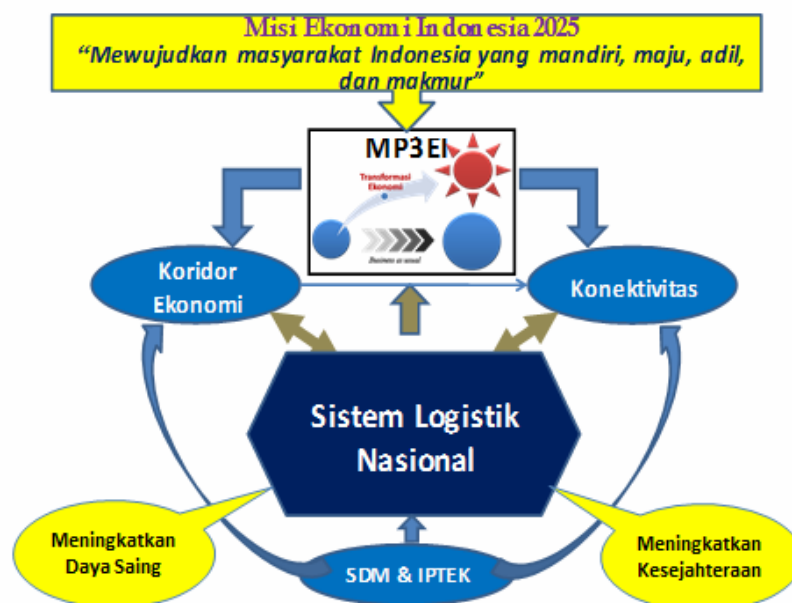 Misi Ekonomi Indonesia 2025
“Mewujudkan masyarakat Indonesia yang mandiri, maju, adil,
dan makmur”
MP3EI
Transformasi
Ekonomi
Business as usual
Koridor
Ekonomi
Konektivitas
Sistem Logistik
Nasional
Meningkatkan
Daya Saing
SDM & IPTEK
Meningkatkan
Kesejahteraan